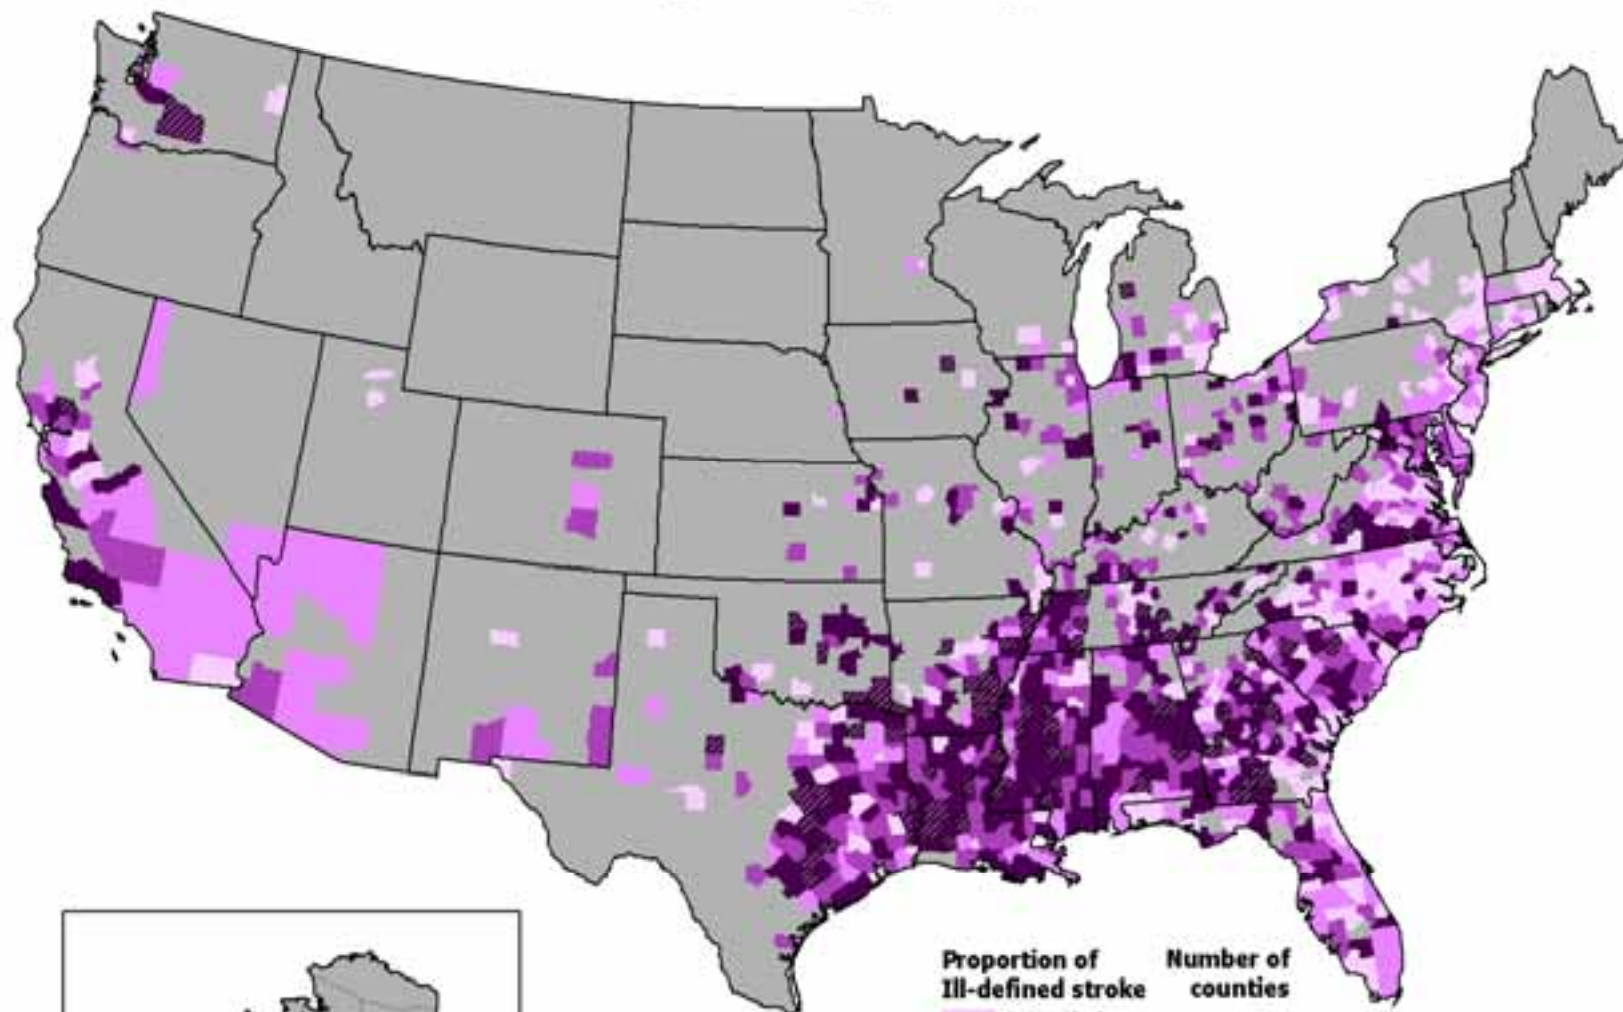 Proportion of
Ill-defined stroke
Number of
counties